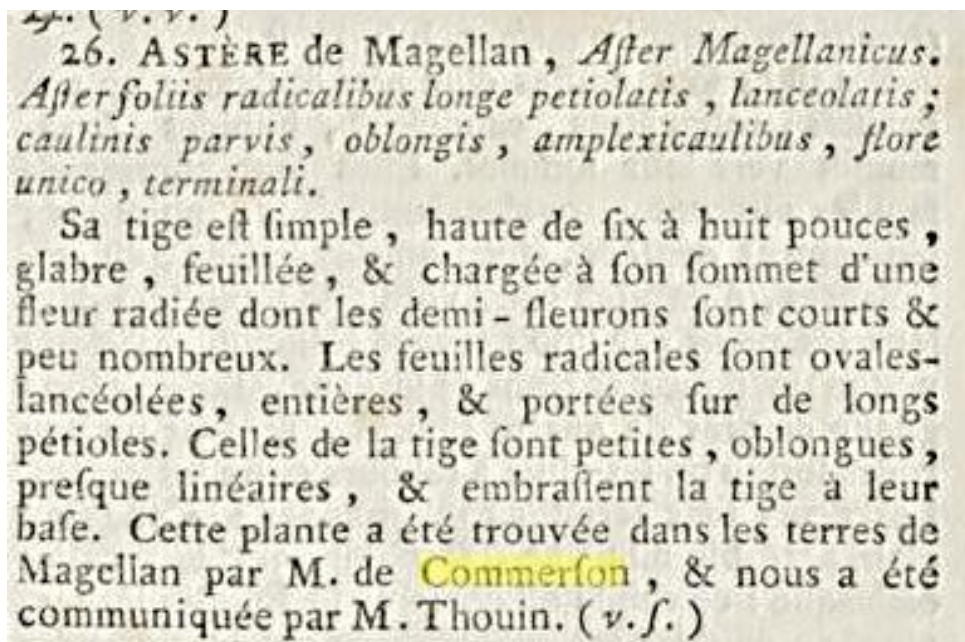 ♃. (v. v.)
26. ASTÈRE de Magellan, Aſter Magellanicus.
Aſter foliis radicalibus longe petiolatis, lanceolatis;
caulinis parvis, oblongis, amplexicaulibus, flore
unico, terminali.
Sa tige eſt ſimple, haute de ſix à huit pouces,
glabre, feuillée, & chargée à ſon ſommet d'une
fleur radiée dont les demi-fleurons ſont courts &
peu nombreux. Les feuilles radicales ſont ovales-
lancéolées, entières, & portées ſur de longs
pétioles. Celles de la tige ſont petites, oblongues,
preſque linéaires, & embraſſent la tige à leur
baſe. Cette plante a été trouvée dans les terres de
Magellan par M. de Commerſon, & nous a été
communiquée par M. Thouin. (v. ſ.)